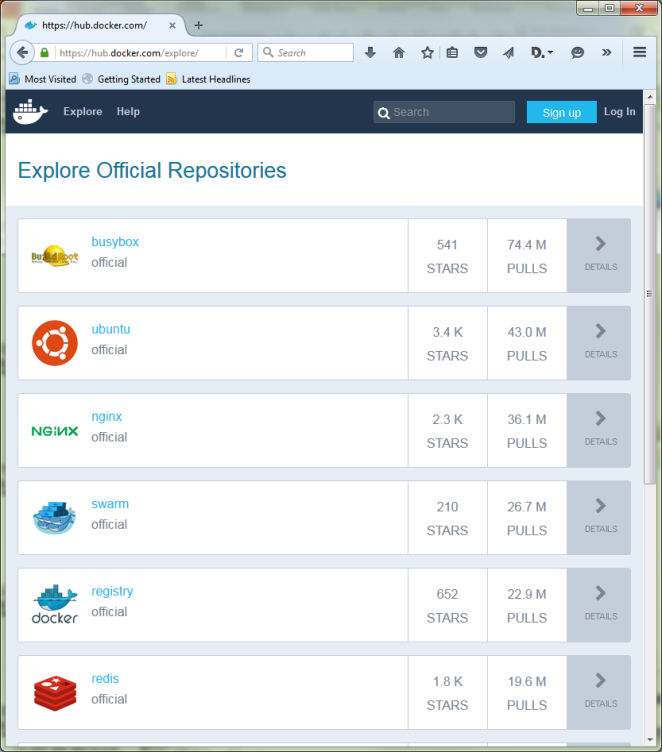 https://hub.docker.com/
https://hub.docker.com/explore/
Search
D.
Most Visited
Getting Started
Latest Headlines
Explore
Help
Search
Sign up
Log In
Explore Official Repositories
BuildRoot
busybox
official
541
STARS
74.4 M
PULLS
DETAILS
ubuntu
official
3.4 K
STARS
43.0 M
PULLS
DETAILS
NGiNX
nginx
official
2.3 K
STARS
36.1 M
PULLS
DETAILS
swarm
official
210
STARS
26.7 M
PULLS
DETAILS
docker
registry
official
652
STARS
22.9 M
PULLS
DETAILS
redis
official
1.8 K
STARS
19.6 M
PULLS
DETAILS